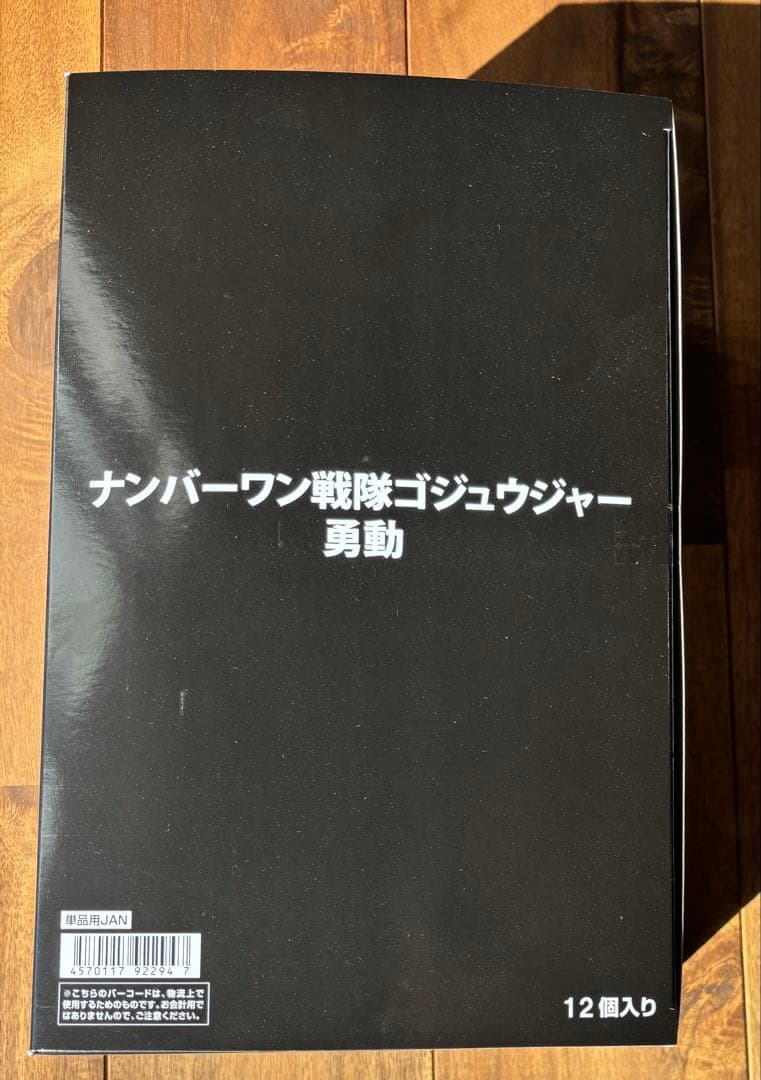 ナンバーワン戦隊ゴジュウジャー
勇動
単品用JAN
4570117 922947
※こちらのバーコードは、物流上で
使用するためのものです。お会計用で
はありませんので、ご注意ください。
12個入り